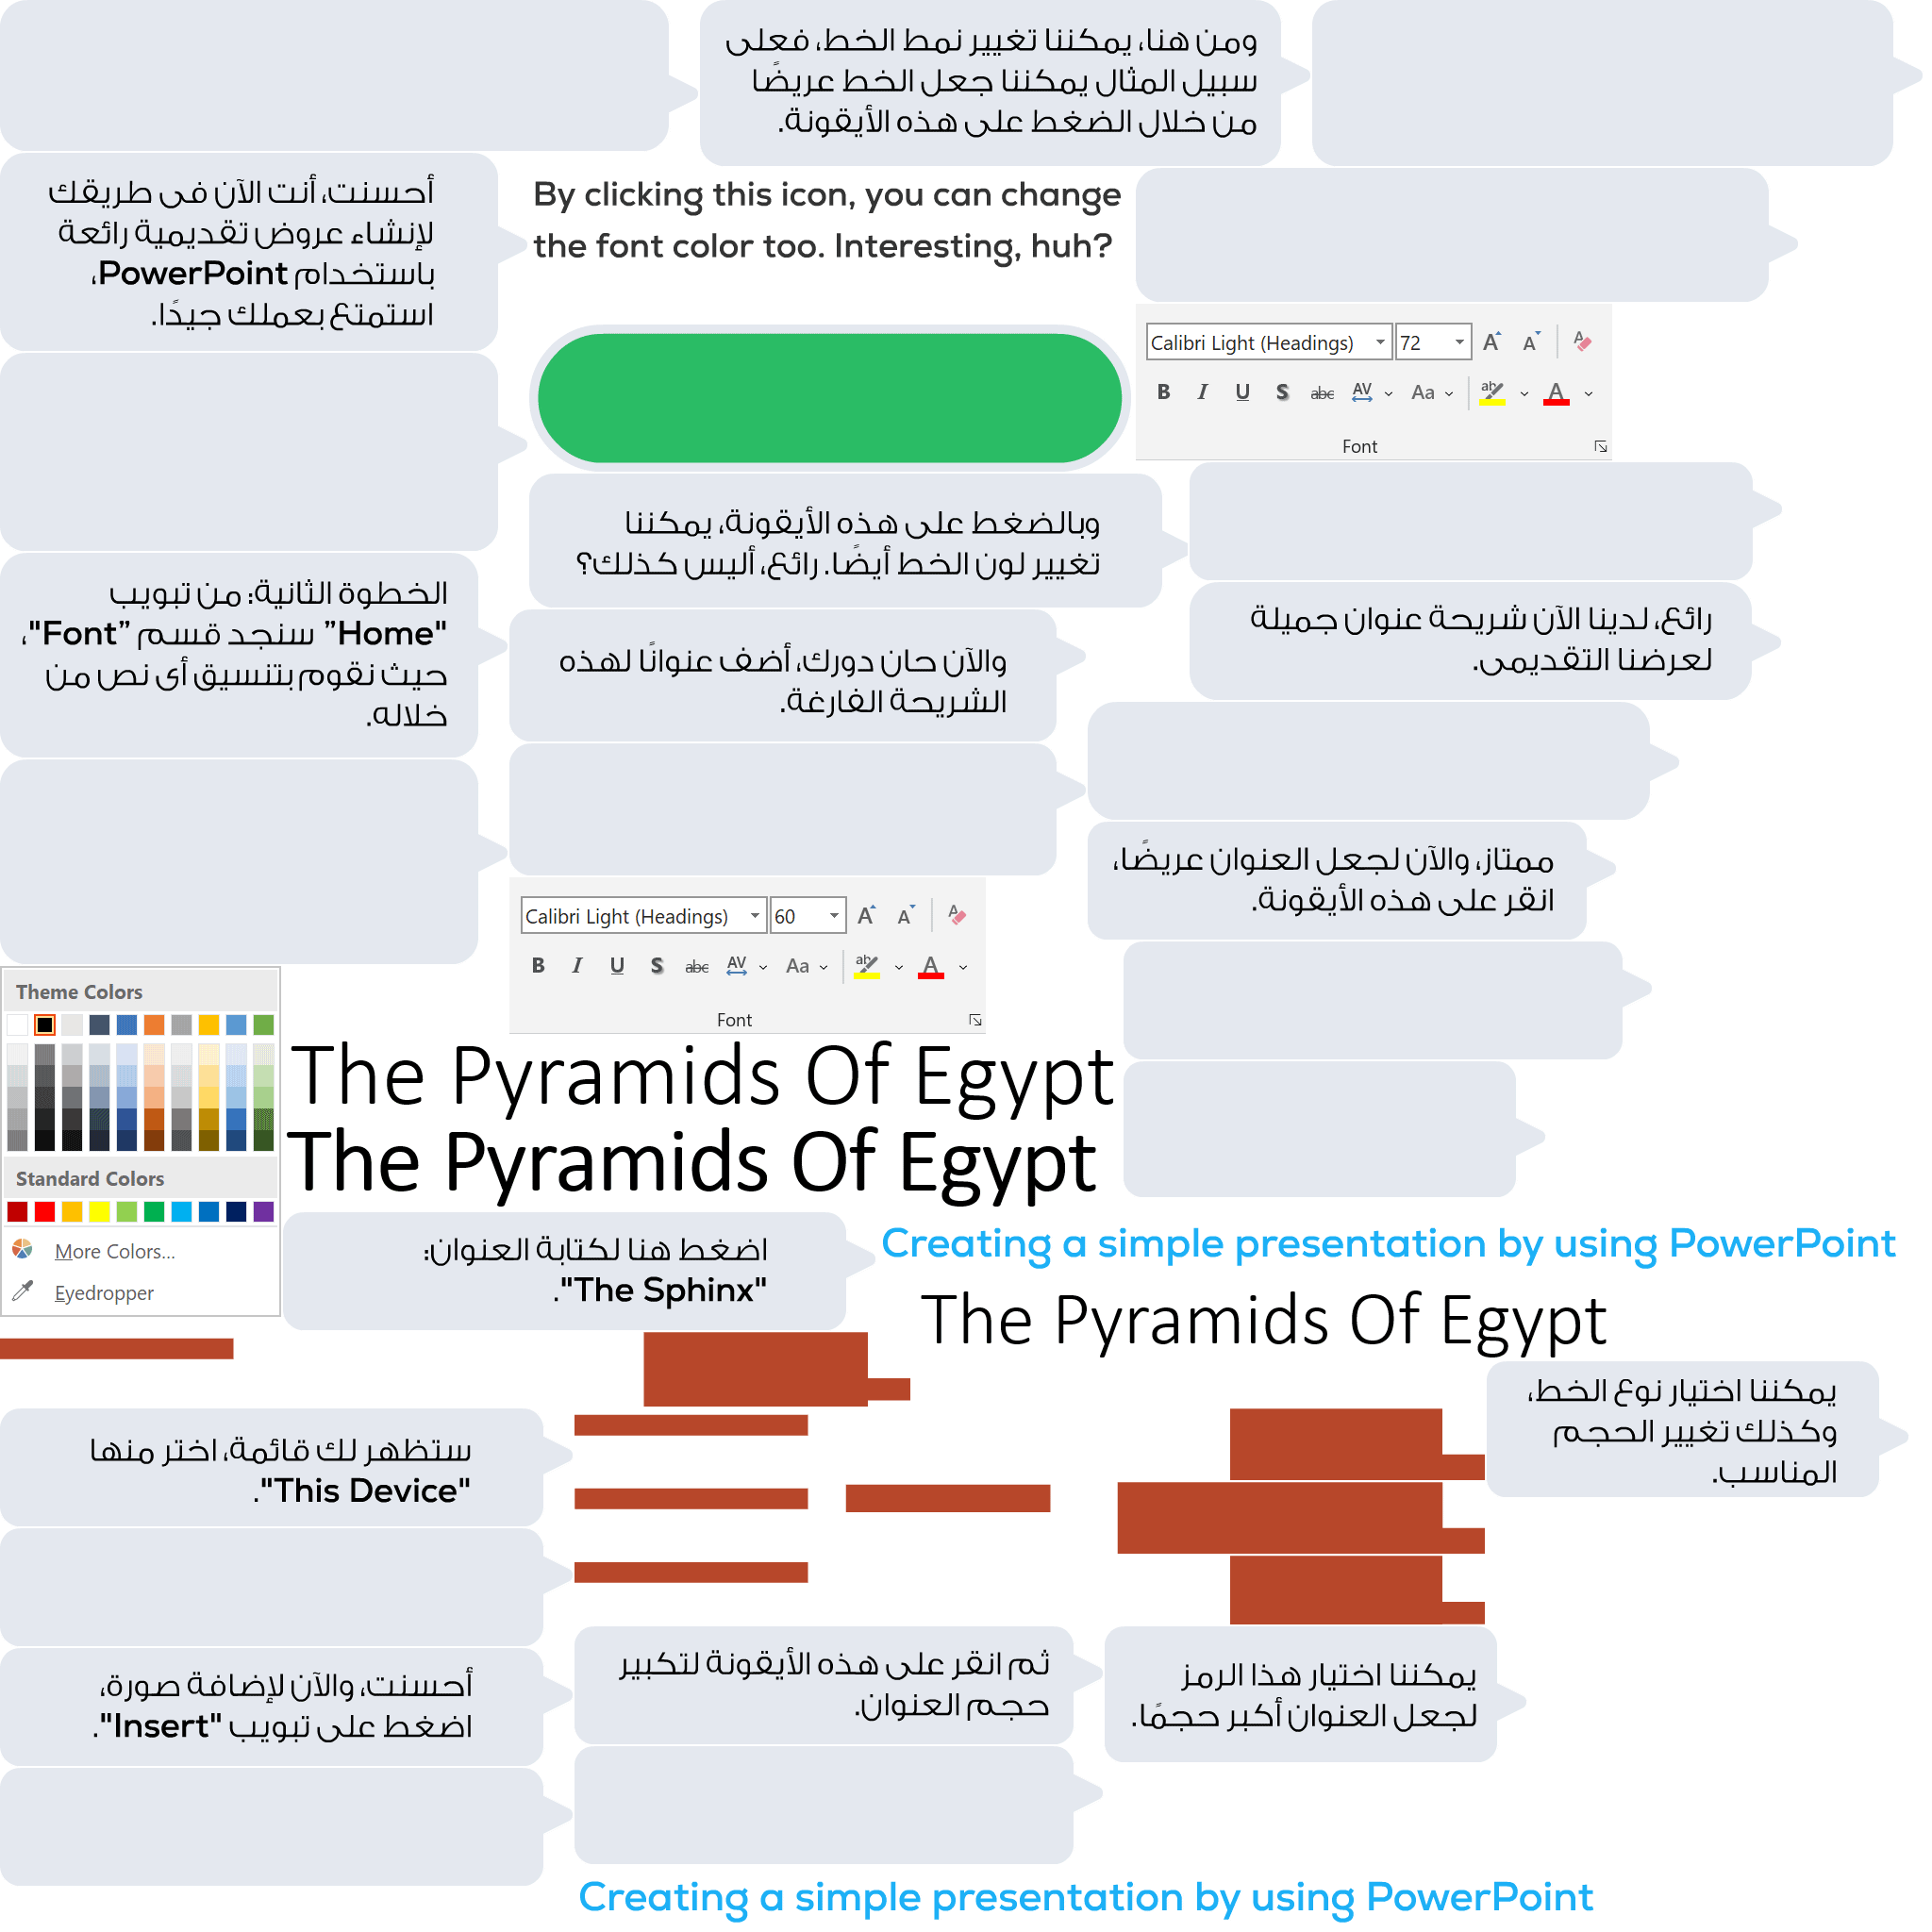 ومن هنا، يمكننا تغيير نمط الخط، فعلى
سبيل المثال يمكننا جعل الخط عريضًا
من خلال الضغط على هذه الأيقونة.
أحسنت، أنت الآن فى طريقك
لإنشاء عروض تقديمية رائعة
باستخدام PowerPoint،
استمتع بعملك جيدًا.
By clicking this icon, you can change
the font color too. Interesting, huh?
Calibri Light (Headings) 72
B I U S abc AV Aa ab A
Font
وبالضغط على هذه الأيقونة، يمكننا
تغيير لون الخط أيضًا. رائع، أليس كذلك؟
الخطوة الثانية: من تبويب
"Home” سنجد قسم “Font"،
حيث نقوم بتنسيق أى نص من
خلاله.
والآن حان دورك، أضف عنوانًا لهذه
الشريحة الفارغة.
رائع، لدينا الآن شريحة عنوان جميلة
لعرضنا التقديمى.
ممتاز، والآن لجعل العنوان عريضًا،
انقر على هذه الأيقونة.
Calibri Light (Headings) 60
B I U S abc AV Aa ab A
Font
Theme Colors
Standard Colors
More Colors...
Eyedropper
The Pyramids Of Egypt
The Pyramids Of Egypt
اضغط هنا لكتابة العنوان:
"The Sphinx".
Creating a simple presentation by using PowerPoint
The Pyramids Of Egypt
يمكننا اختيار نوع الخط،
وكذلك تغيير الحجم
المناسب.
ستظهر لك قائمة، اختر منها
"This Device".
أحسنت، والآن لإضافة صورة،
اضغط على تبويب "Insert".
ثم انقر على هذه الأيقونة لتكبير
حجم العنوان.
يمكننا اختيار هذا الرمز
لجعل العنوان أكبر حجمًا.
Creating a simple presentation by using PowerPoint